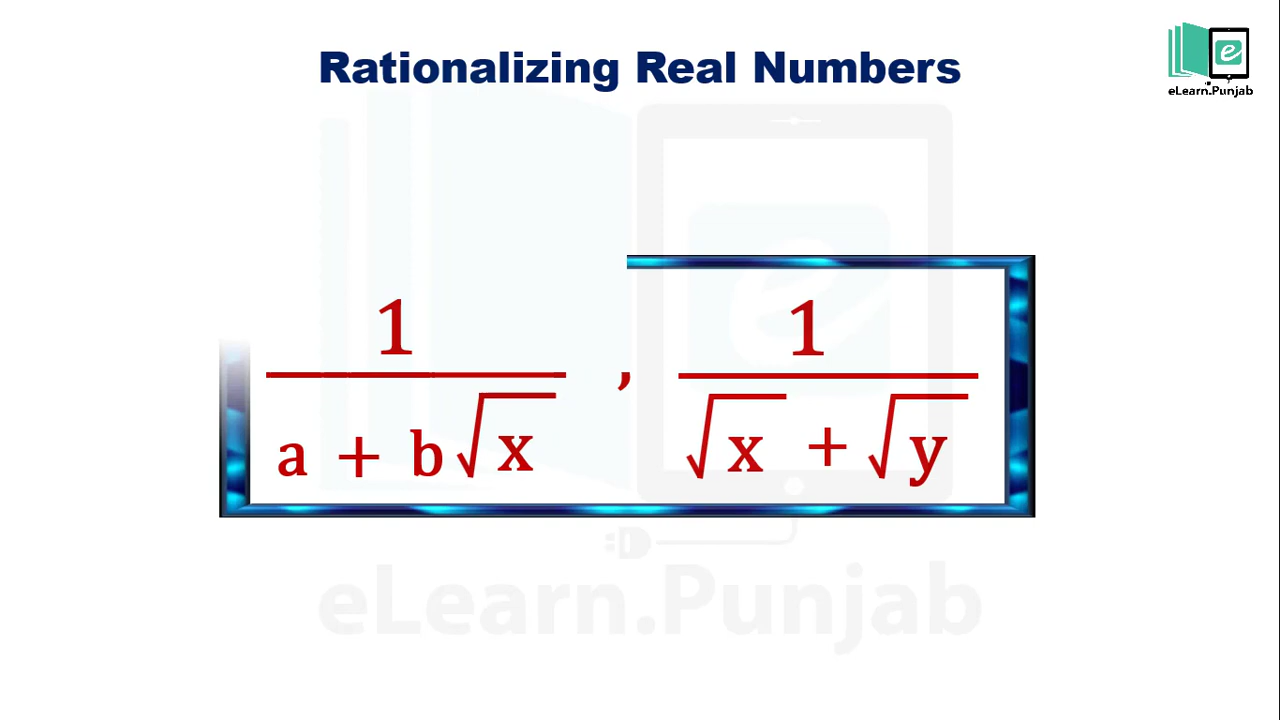 Rationalizing Real Numbers
eLearn.Punjab
1 1
a + b√x , √x + √y
eLearn.Punjab